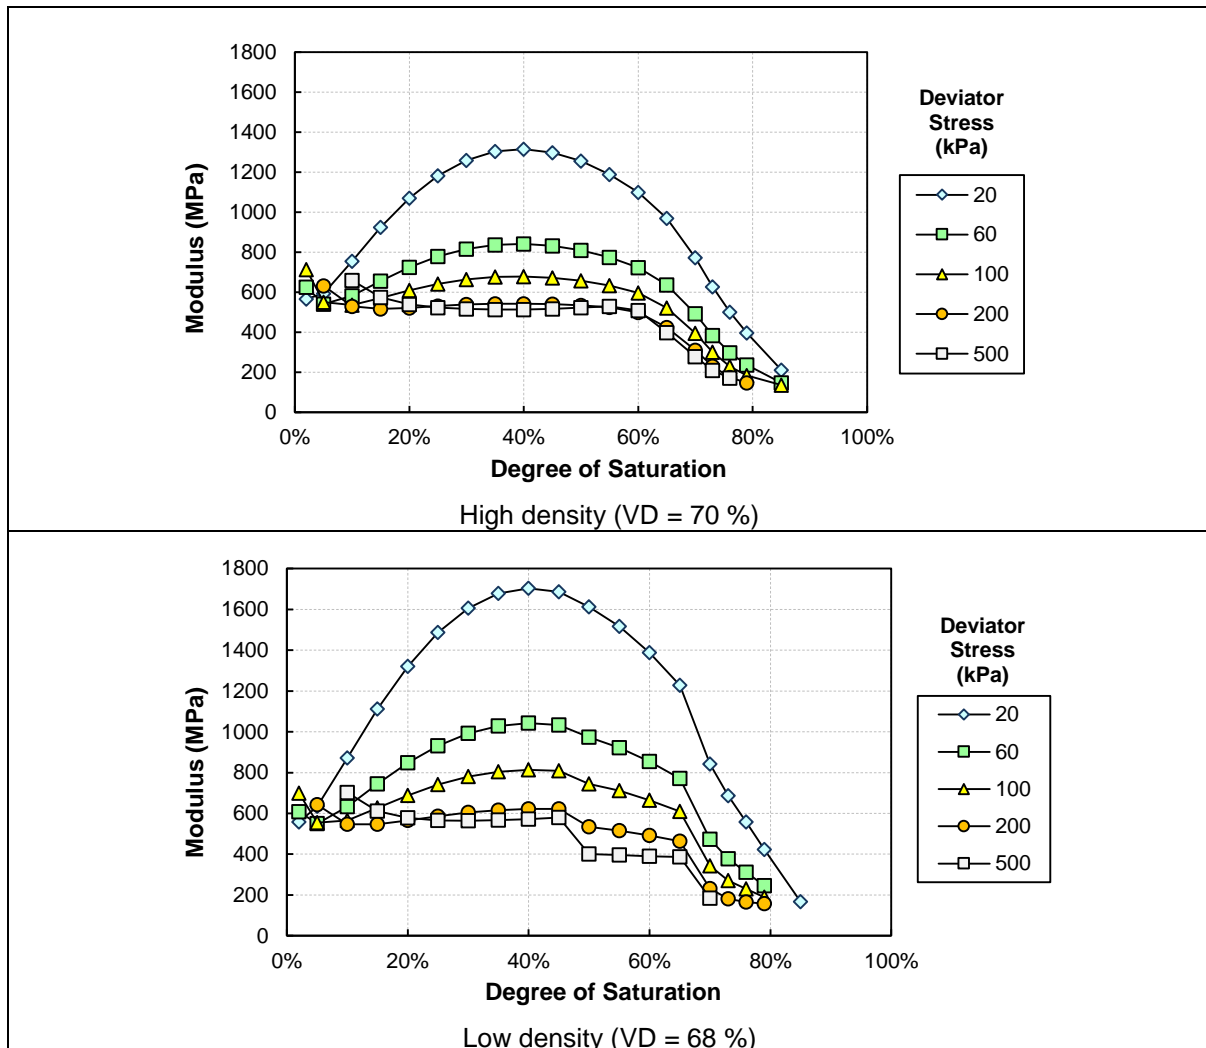 1800
1600
1400
1200
1000
800
600
400
200
0
Modulus (MPa)
0% 20% 40% 60% 80% 100%
Degree of Saturation
Deviator
Stress
(kPa)
20
60
100
200
500
High density (VD = 70 %)
1800
1600
1400
1200
1000
800
600
400
200
0
Modulus (MPa)
0% 20% 40% 60% 80% 100%
Degree of Saturation
Deviator
Stress
(kPa)
20
60
100
200
500
Low density (VD = 68 %)